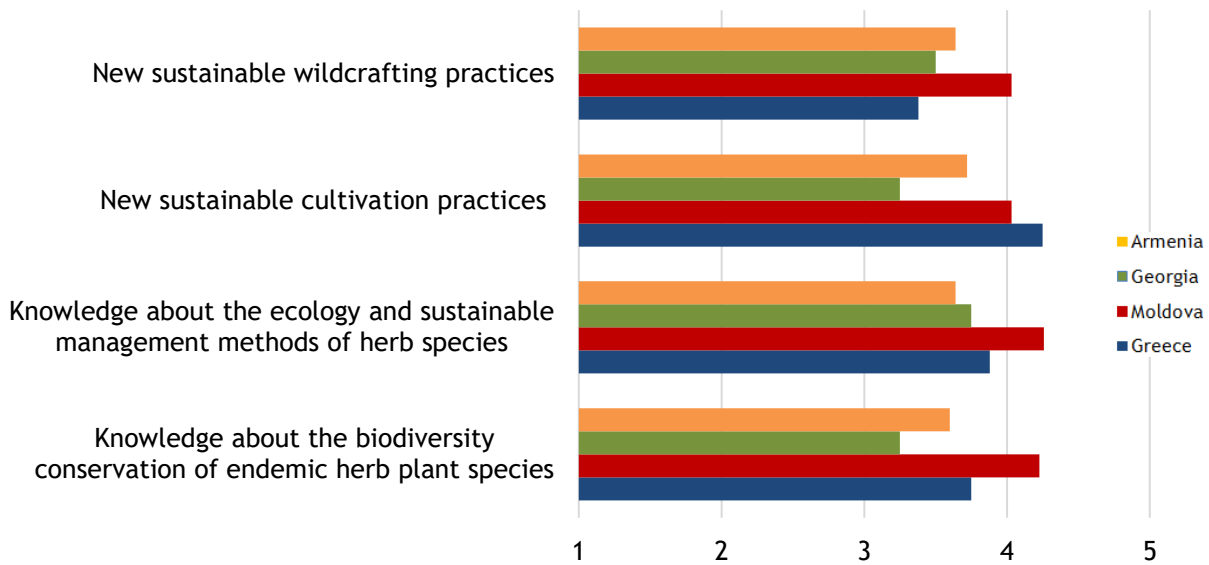 New sustainable wildcrafting practices
New sustainable cultivation practices
Knowledge about the ecology and sustainable
management methods of herb species
Knowledge about the biodiversity
conservation of endemic herb plant species
Armenia
Georgia
Moldova
Greece
1 2 3 4 5